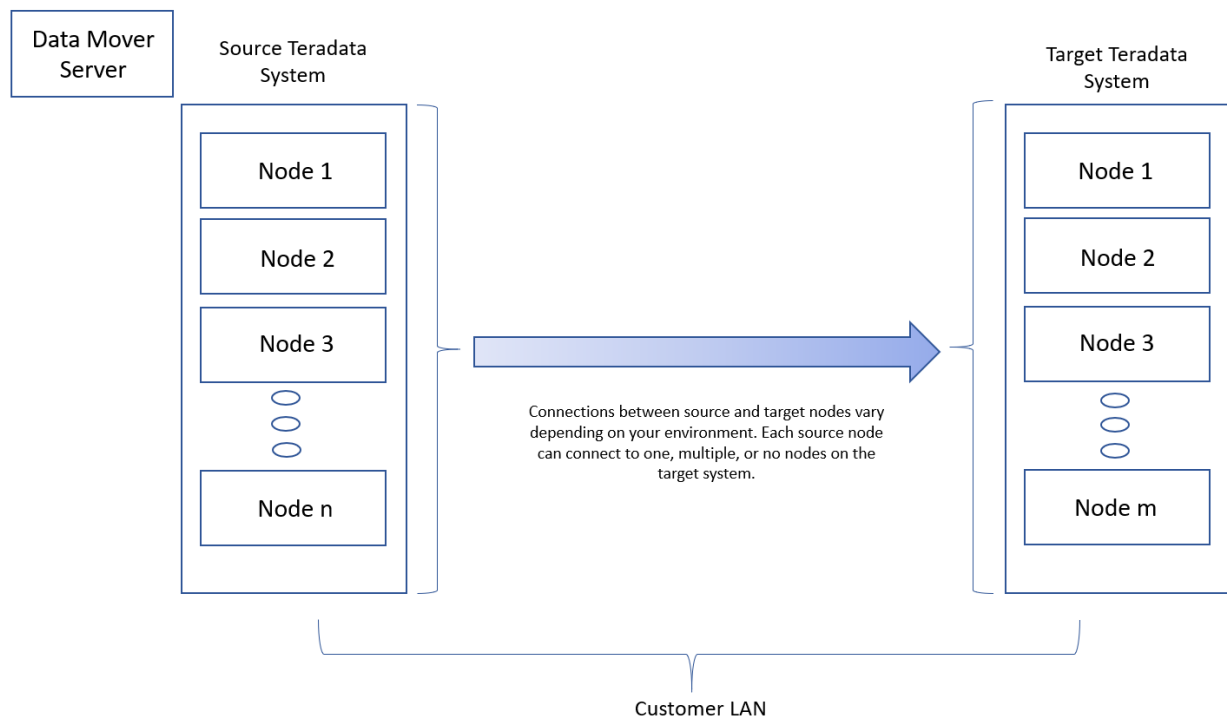 Data Mover
Server
Source Teradata
System
Node 1
Node 2
Node 3
Node n
Connections between source and target nodes vary
depending on your environment. Each source node
can connect to one, multiple, or no nodes on the
target system.
Target Teradata
System
Node 1
Node 2
Node 3
Node m
Customer LAN